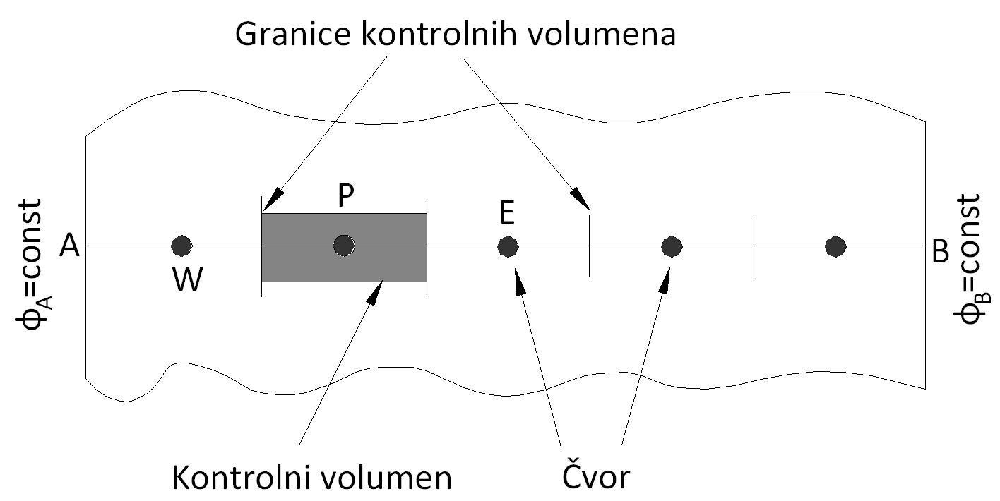 Granice kontrolnih volumena
P
E
A
W
B
ϕA=const
ϕB=const
Kontrolni volumen
Čvor